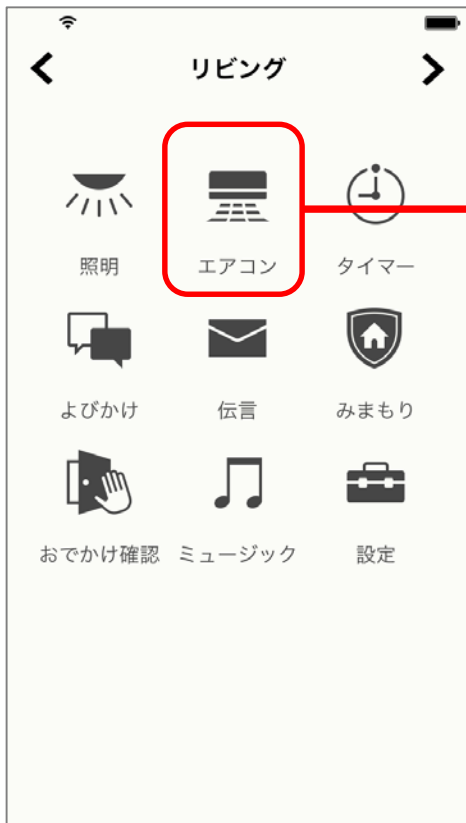 リビング
照明 エアコン タイマー
よびかけ 伝言 みまもり
おでかけ確認 ミュージック 設定